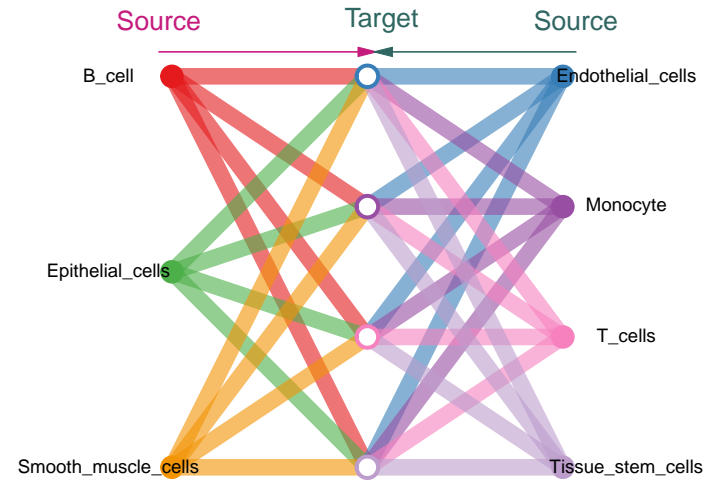 Source Target Source
B_cell Endothelial_cells
Monocyte
Epithelial_cells
T_cells
Smooth_muscle_cells Tissue_stem_cells